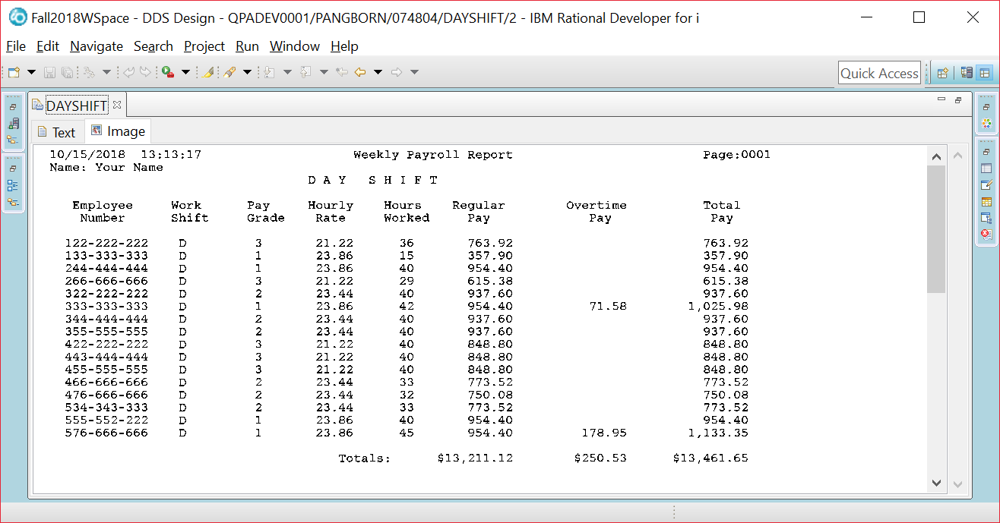 Fall2018WSpace - DDS Design - QPADEV0001/PANGBORN/074804/DAYSHIFT/2 - IBM Rational Developer for i
File Edit Navigate Search Project Run Window Help
Quick Access
DAYSHIFT
Text Image
10/15/2018 13:13:17 Weekly Payroll Report Page:0001
Name: Your Name
D A Y S H I F T
Employee Work Pay Hourly Hours Regular Overtime Total
Number Shift Grade Rate Worked Pay Pay Pay
122-222-222 D 3 21.22 36 763.92 763.92
133-333-333 D 1 23.86 15 357.90 357.90
244-444-444 D 1 23.86 40 954.40 954.40
266-666-666 D 3 21.22 29 615.38 615.38
322-222-222 D 2 23.44 40 937.60 937.60
333-333-333 D 1 23.86 42 954.40 71.58 1,025.98
344-444-444 D 2 23.44 40 937.60 937.60
355-555-555 D 2 23.44 40 937.60 937.60
422-222-222 D 3 21.22 40 848.80 848.80
443-444-444 D 3 21.22 40 848.80 848.80
455-555-555 D 3 21.22 40 848.80 848.80
466-666-666 D 2 23.44 33 773.52 773.52
476-666-666 D 2 23.44 32 750.08 750.08
534-343-333 D 2 23.44 33 773.52 773.52
555-552-222 D 1 23.86 40 954.40 954.40
576-666-666 D 1 23.86 45 954.40 178.95 1,133.35
Totals: $13,211.12 $250.53 $13,461.65